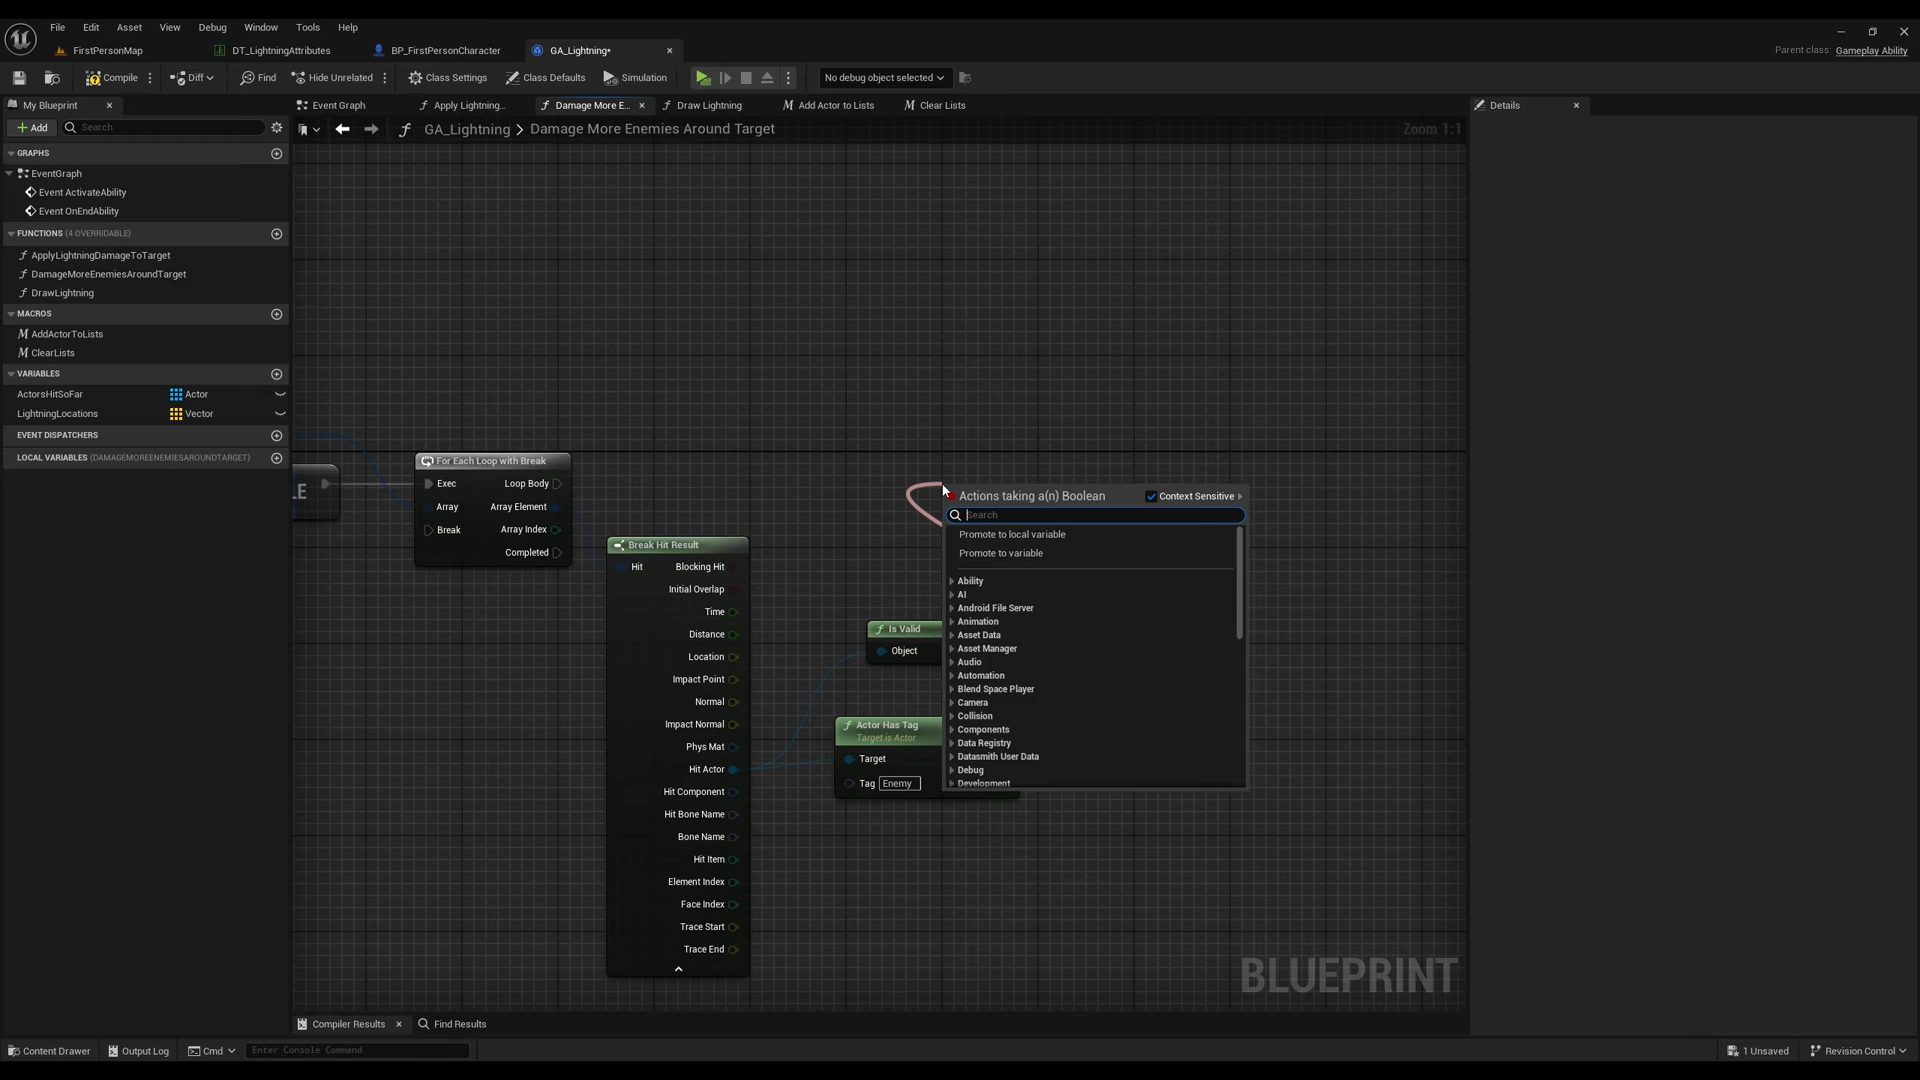 File Edit Asset View Debug Window Tools Help
FirstPersonMap DT_LightningAttributes BP_FirstPersonCharacter GA_Lightning* Parent class: Gameplay Ability
Compile Diff Find Hide Unrelated Class Settings Class Defaults Simulation No debug object selected
My Blueprint Event Graph Apply Lightning... Damage More E... Draw Lightning Add Actor to Lists Clear Lists Details
Add Search GA_Lightning > Damage More Enemies Around Target Zoom 1:1
GRAPHS
EventGraph
Event ActivateAbility
Event OnEndAbility
FUNCTIONS (4 OVERRIDABLE)
ApplyLightningDamageToTarget
DamageMoreEnemiesAroundTarget
DrawLightning
MACROS
AddActorToLists
ClearLists
VARIABLES
ActorsHitSoFar Actor
LightningLocations Vector
EVENT DISPATCHERS
LOCAL VARIABLES (DAMAGEMOREENEMIESAROUNDTARGET)
LE
For Each Loop with Break
Exec Loop Body
Array Array Element
Break Array Index
Completed
Break Hit Result
Hit Blocking Hit
Initial Overlap
Time
Distance
Location
Impact Point
Normal
Impact Normal
Phys Mat
Hit Actor
Hit Component
Hit Bone Name
Bone Name
Hit Item
Element Index
Face Index
Trace Start
Trace End
Is Valid
Object
Actor Has Tag
Target is Actor
Target
Tag Enemy
Actions taking a(n) Boolean Context Sensitive
Search
Promote to local variable
Promote to variable
Ability
AI
Android File Server
Animation
Asset Data
Asset Manager
Audio
Automation
Blend Space Player
Camera
Collision
Components
Data Registry
Datasmith User Data
Debug
Development
BLUEPRINT
Compiler Results Find Results
Content Drawer Output Log Cmd Enter Console Command 1 Unsaved Revision Control